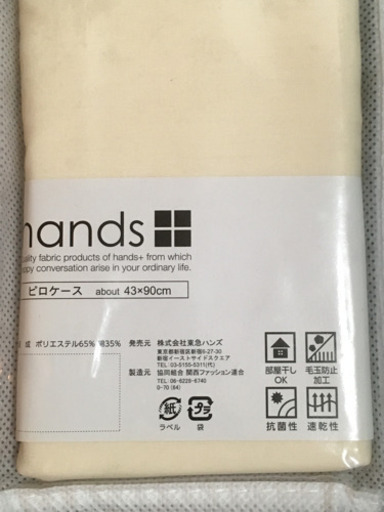 hands
quality fabric products of hands+ from which
happy conversation arise in your ordinary life.
ピロケース about 43×90cm
成 ポリエステル65% 綿35%
発売元 株式会社東急ハンズ
東京都新宿区新宿6-27-30
新宿イーストサイドスクエア
TEL: 03-5155-5311(代)
製造元 協同組合 関西ファッション連合
TEL: 06-6228-6740
U-70 (84)
紙
ラベル
プラ
袋
部屋干し
OK
毛玉防止
加工
抗菌性
速乾性